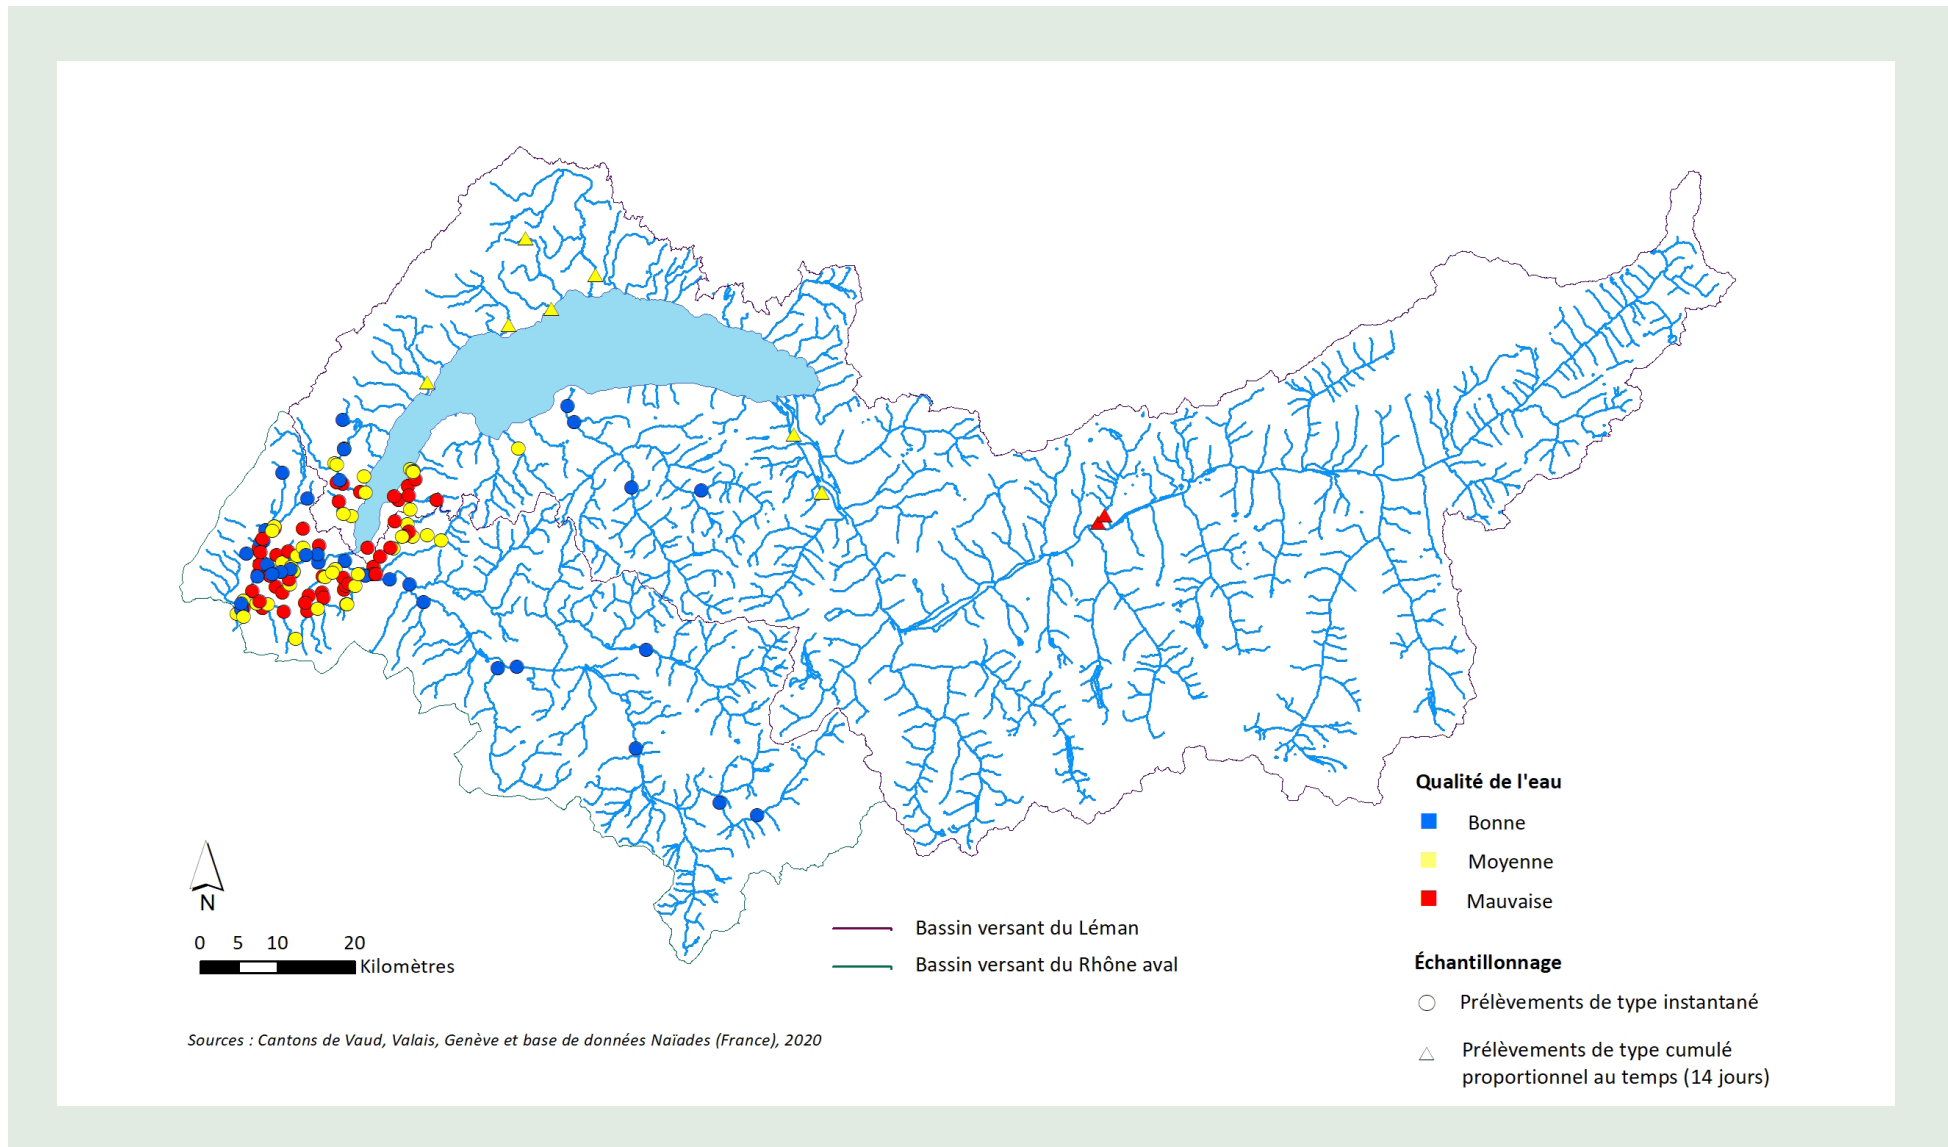 Qualité de l'eau
Bonne
Moyenne
Mauvaise
Échantillonnage
Prélèvements de type instantané
Prélèvements de type cumulé
proportionnel au temps (14 jours)
Bassin versant du Léman
Bassin versant du Rhône aval
N
0 5 10 20
Kilomètres
Sources : Cantons de Vaud, Valais, Genève et base de données Naïades (France), 2020